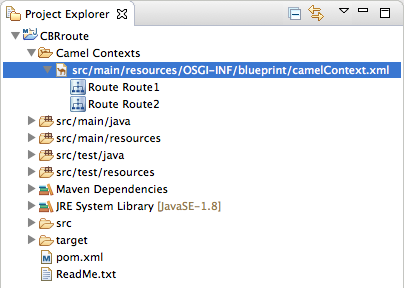 Project Explorer
CBRroute
Camel Contexts
src/main/resources/OSGI-INF/blueprint/camelContext.xml
Route Route1
Route Route2
src/main/java
src/main/resources
src/test/java
src/test/resources
Maven Dependencies
JRE System Library [JavaSE-1.8]
src
target
pom.xml
ReadMe.txt